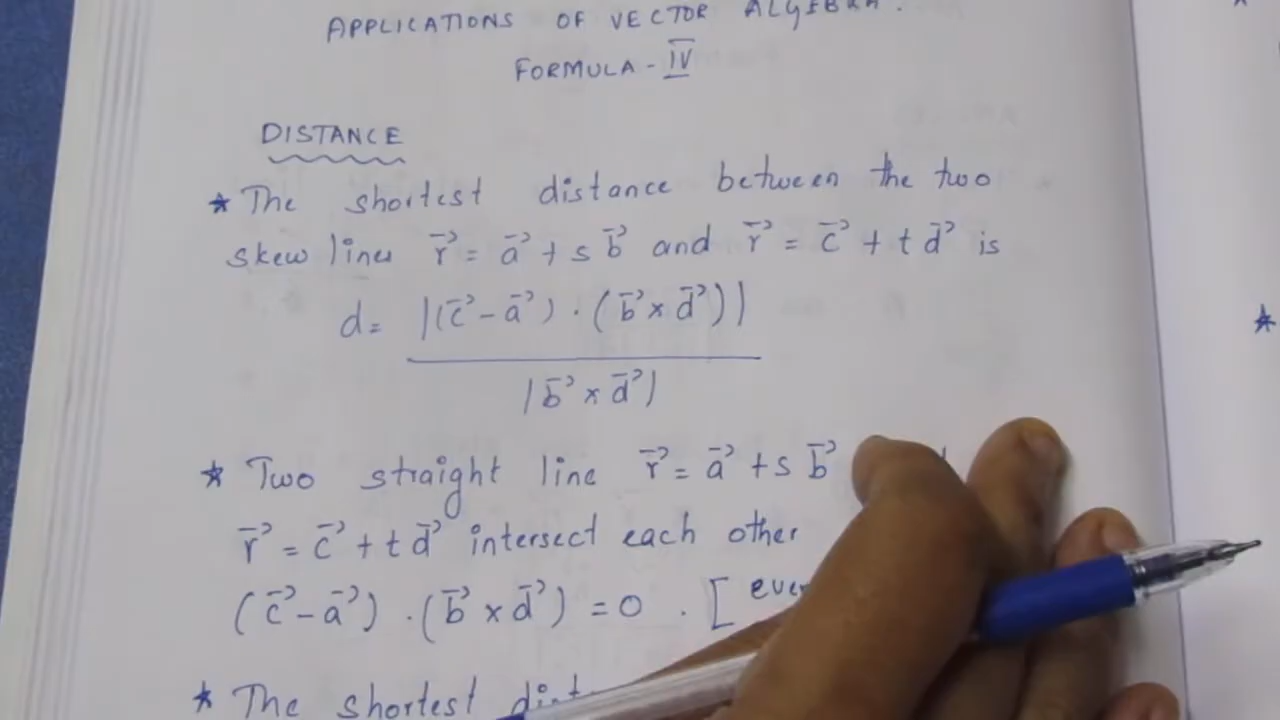 APPLICATIONS OF VECTOR ALGEBRA.
FORMULA - IV
DISTANCE
* The shortest distance between the two
skew lines r⃗ = a⃗ + s b⃗ and r⃗ = c⃗ + t d⃗ is
d = |(c⃗ - a⃗) · (b⃗ × d⃗)|
|b⃗ × d⃗|
* Two straight line r⃗ = a⃗ + s b⃗
r⃗ = c⃗ + t d⃗ intersect each other
(c⃗ - a⃗) · (b⃗ × d⃗) = 0 . [
* The shortest